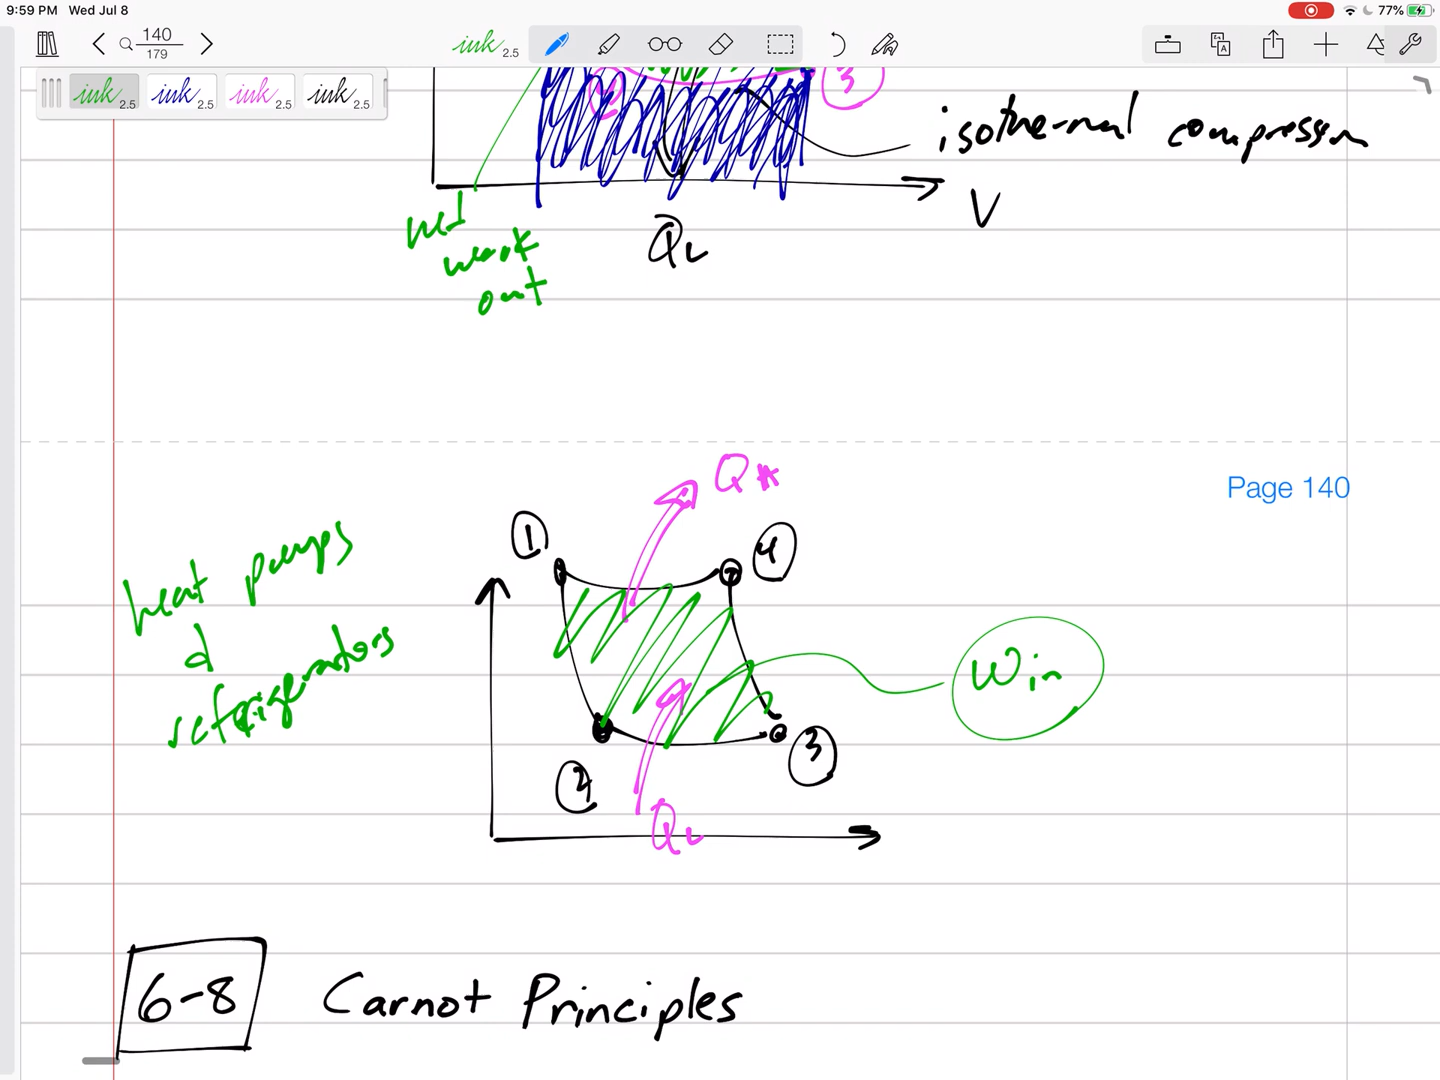 9:59 PM Wed Jul 8
77%
140
179
ink 2.5
ink 2.5
ink 2.5
ink 2.5
ink 2.5
3
isothermal compression
V
QL
net
work
out
Page 140
QH
1
4
heat pumps
&
refrigerators
Win
2
3
QL
6-8 Carnot Principles